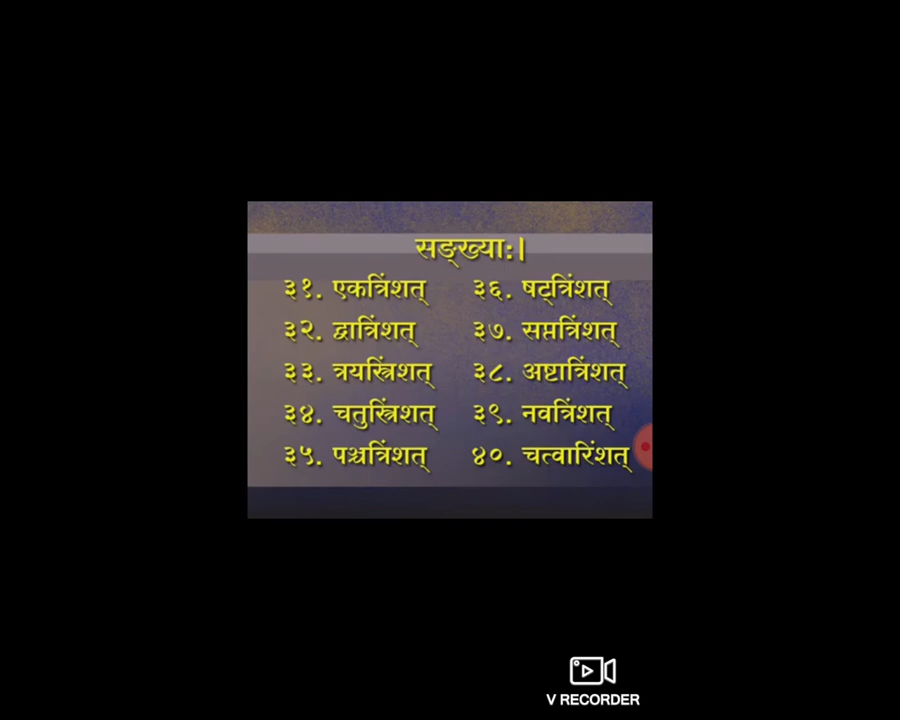 सङ्ख्याः।
३१. एकत्रिंशत्
३२. द्वात्रिंशत्
३३. त्रयस्त्रिंशत्
३४. चतुस्त्रिंशत्
३५. पञ्चत्रिंशत्
३६. षट्त्रिंशत्
३७. सप्तत्रिंशत्
३८. अष्टात्रिंशत्
३९. नवत्रिंशत्
४०. चत्वारिंशत्
V RECORDER